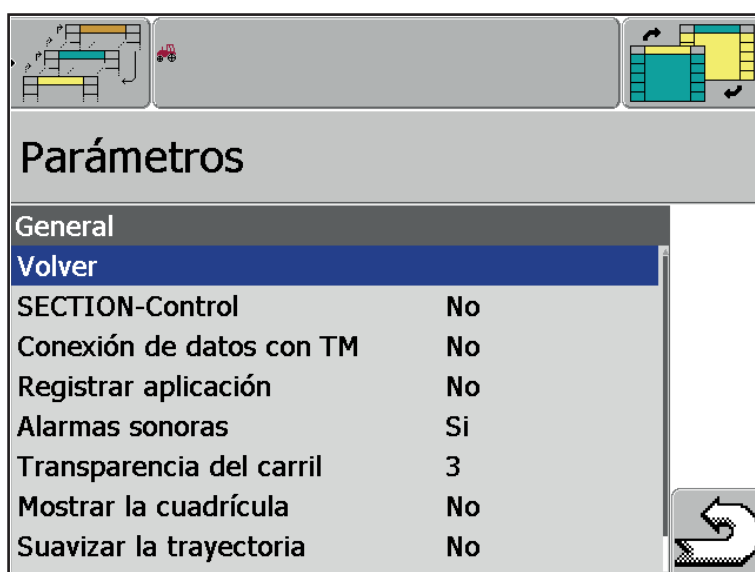 Parámetros
General
Volver
SECTION-Control No
Conexión de datos con TM No
Registrar aplicación No
Alarmas sonoras Si
Transparencia del carril 3
Mostrar la cuadrícula No
Suavizar la trayectoria No